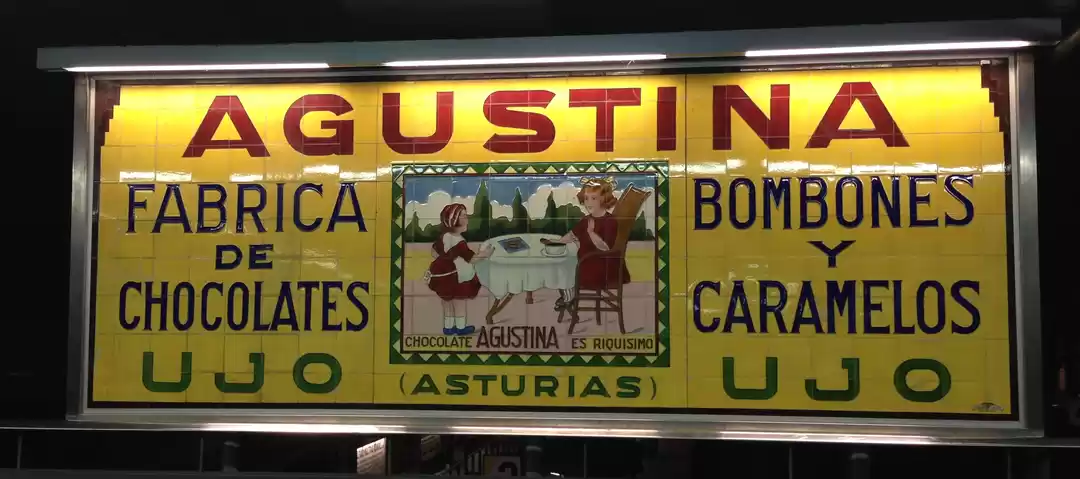 AGUSTINA
FABRICA
DE
CHOCOLATES
UJO
CHOCOLATE AGUSTINA ES RIQUISIMO
(ASTURIAS)
BOMBONES
Y
CARAMELOS
UJO